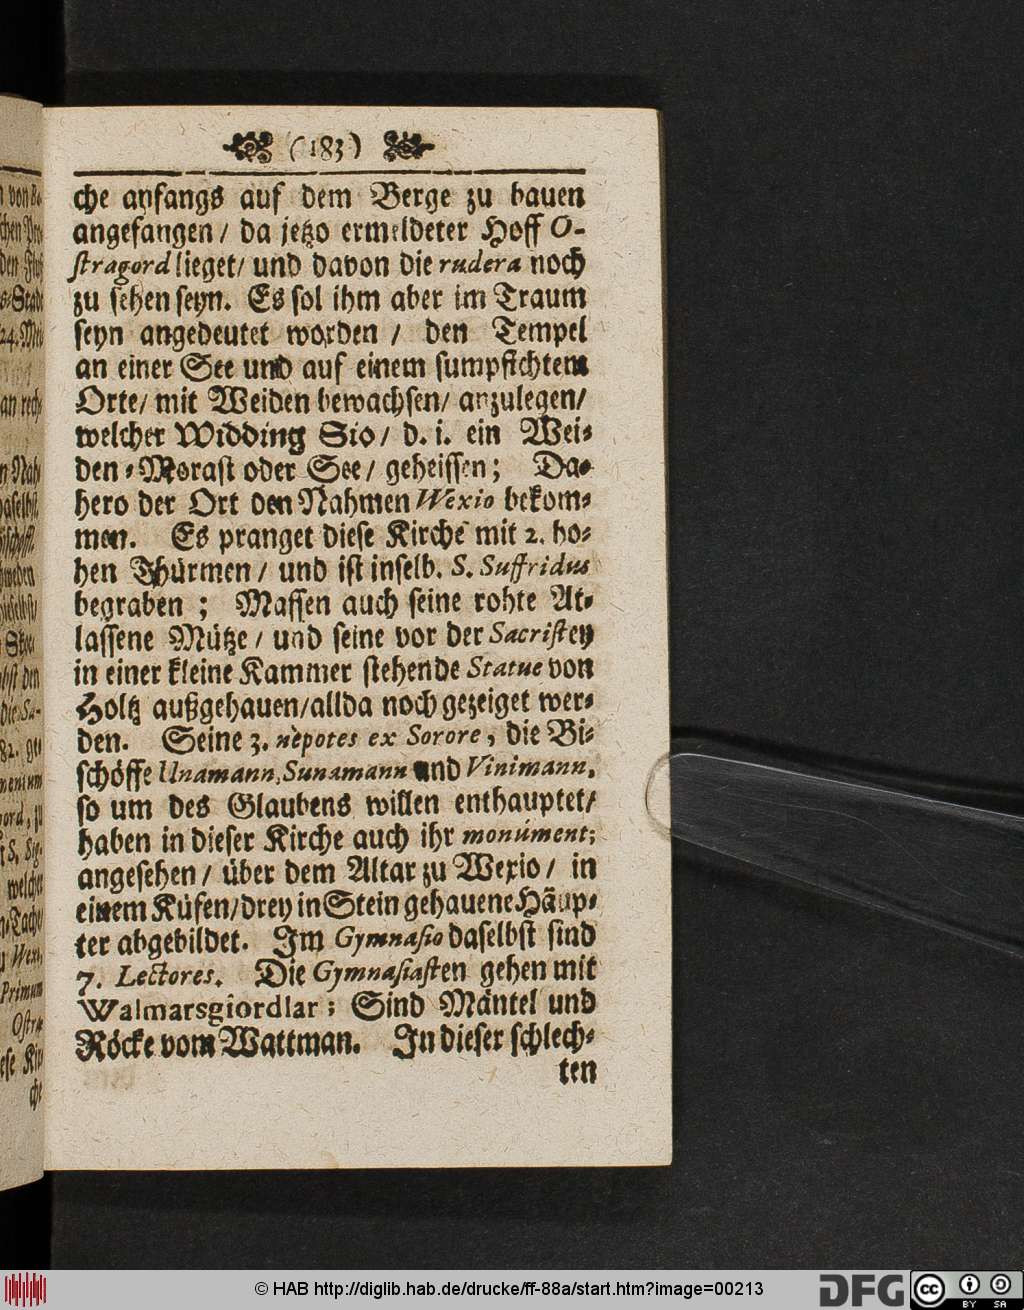 (183)
che anfangs auf dem Berge zu bauen
angefangen / da jetzo ermeldeter Hoff O-
stragord lieget / und davon die rudera noch
zu sehen seyn. Es sol ihm aber im Traum
seyn angedeutet worden / den Tempel
an einer See und auf einem sumpfichtem
Orte / mit Weiden bewachsen / anzulegen /
welcher Widding Sio / d. i. ein Wei-
den-Morast oder See / geheissen; Da-
hero der Ort den Nahmen Wexio bekom-
men. Es pranget diese Kirche mit 2. ho-
hen Thürmen / und ist inselb. S. Suffridus
begraben ; Massen auch seine rohte At-
lassene Mütze / und seine vor der Sacristey
in einer kleine Kammer stehende Statue von
Holtz außgehauen / allda noch gezeiget wer-
den. Seine 3. nepotes ex Sorore, die Bi-
schöffe Unamann, Sunamann und Vinimann,
so um des Glaubens willen enthauptet /
haben in dieser Kirche auch ihr monument;
angesehen / über dem Altar zu Wexio / in
einem Küfen / drey in Stein gehauene Häup-
ter abgebildet. Im Gymnasio daselbst sind
7. Lectores. Die Gymnasiasten gehen mit
Walmarsgiordlar; Sind Mäntel und
Röcke vom Wattman. In dieser schlech-
ten
© HAB http://diglib.hab.de/drucke/ff-88a/start.htm?image=00213
DFG
cc BY SA